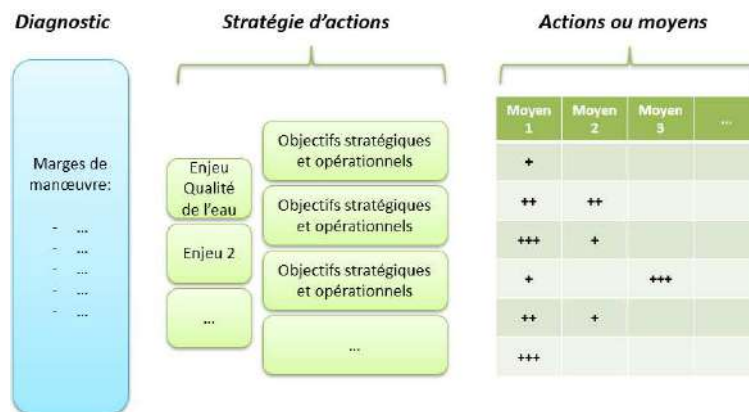 Diagnostic
Stratégie d’actions
Actions ou moyens
Marges de
manœuvre:
- ...
- ...
- ...
- ...
- ...
Enjeu
Qualité
de l’eau
Enjeu 2
...
Objectifs stratégiques
et opérationnels
Objectifs stratégiques
et opérationnels
Objectifs stratégiques
et opérationnels
...
Moyen 1 Moyen 2 Moyen 3 ...
+
++ ++
+++ +
+ +++
++ +
+++